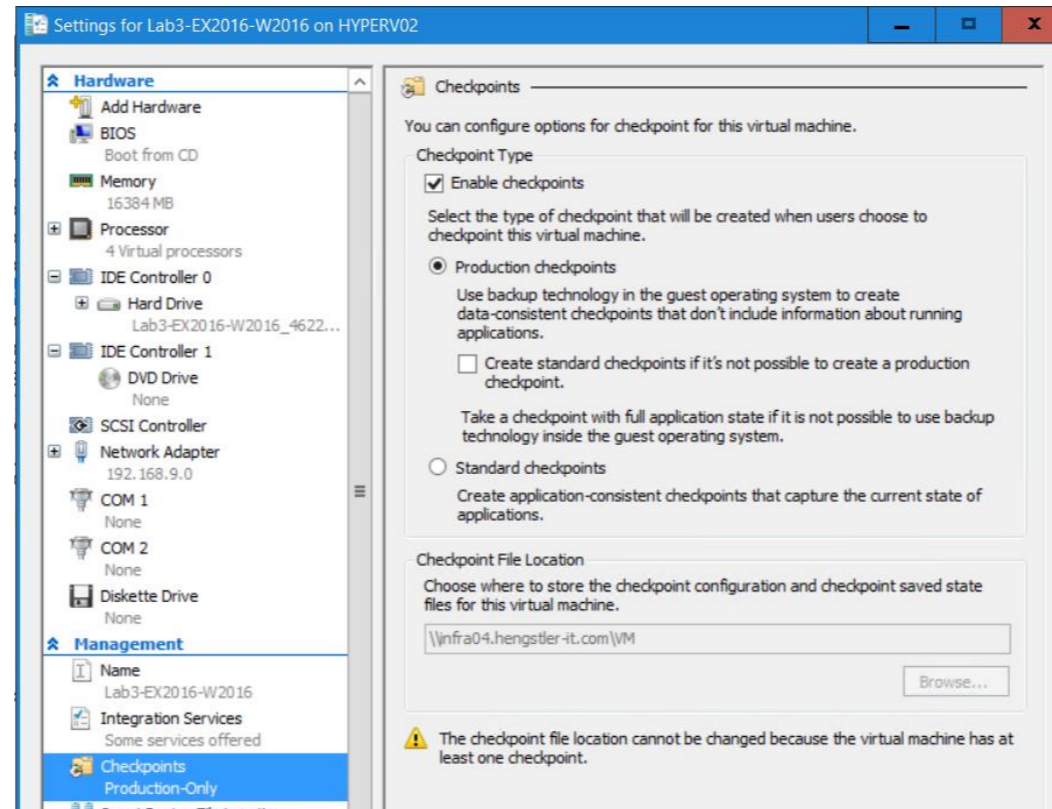 Settings for Lab3-EX2016-W2016 on HYPERV02
Hardware
Add Hardware
BIOS
Boot from CD
Memory
16384 MB
Processor
4 Virtual processors
IDE Controller 0
Hard Drive
Lab3-EX2016-W2016_4622...
IDE Controller 1
DVD Drive
None
SCSI Controller
Network Adapter
192.168.9.0
COM 1
None
COM 2
None
Diskette Drive
None
Management
Name
Lab3-EX2016-W2016
Integration Services
Some services offered
Checkpoints
Production-Only
Checkpoints
You can configure options for checkpoint for this virtual machine.
Checkpoint Type
Enable checkpoints
Select the type of checkpoint that will be created when users choose to
checkpoint this virtual machine.
Production checkpoints
Use backup technology in the guest operating system to create
data-consistent checkpoints that don't include information about running
applications.
Create standard checkpoints if it's not possible to create a production
checkpoint.
Take a checkpoint with full application state if it is not possible to use backup
technology inside the guest operating system.
Standard checkpoints
Create application-consistent checkpoints that capture the current state of
applications.
Checkpoint File Location
Choose where to store the checkpoint configuration and checkpoint saved state
files for this virtual machine.
\\infra04.hengstler-it.com\VM
Browse...
The checkpoint file location cannot be changed because the virtual machine has at
least one checkpoint.